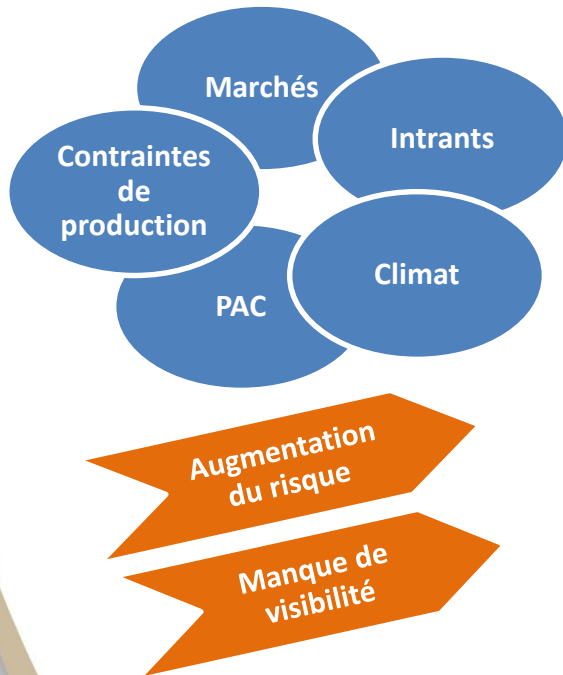 Marchés
Intrants
Contraintes
de
production
Climat
PAC
Augmentation
du risque
Manque de
visibilité